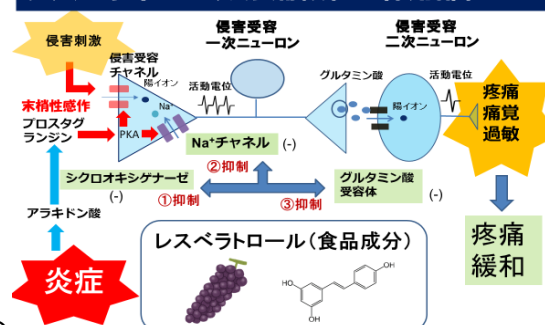 侵害刺激
侵害受容
チャネル
陽イオン
Na⁺
末梢性感作
プロスタグ
ランジン
PKA
活動電位
侵害受容
一次ニューロン
Na⁺チャネル
(-)
グルタミン酸
侵害受容
二次ニューロン
陽イオン
活動電位
疼痛
痛覚
過敏
シクロオキシゲナーゼ
(-)
②抑制
①抑制
③抑制
グルタミン酸
受容体
(-)
アラキドン酸
炎症
レスベラトロール(食品成分)
HO
OH
OH
疼痛
緩和